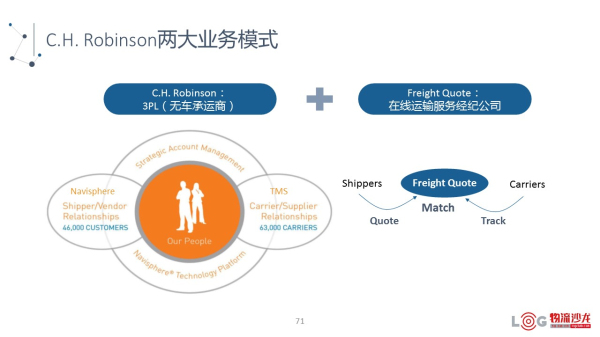 C.H. Robinson两大业务模式
C.H. Robinson：
3PL（无车承运商）
Freight Quote：
在线运输服务经纪公司
Strategic Account Management
Navisphere
Shipper/Vendor
Relationships
46,000 CUSTOMERS
Our People
TMS
Carrier/Supplier
Relationships
63,000 CARRIERS
Navisphere® Technology Platform
Shippers
Freight Quote
Carriers
Match
Quote
Track
71
LOG 物流沙龙